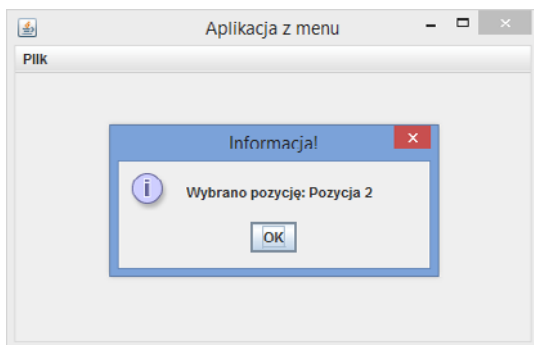 Aplikacja z menu
Plik
Informacja!
Wybrano pozycję: Pozycja 2
OK